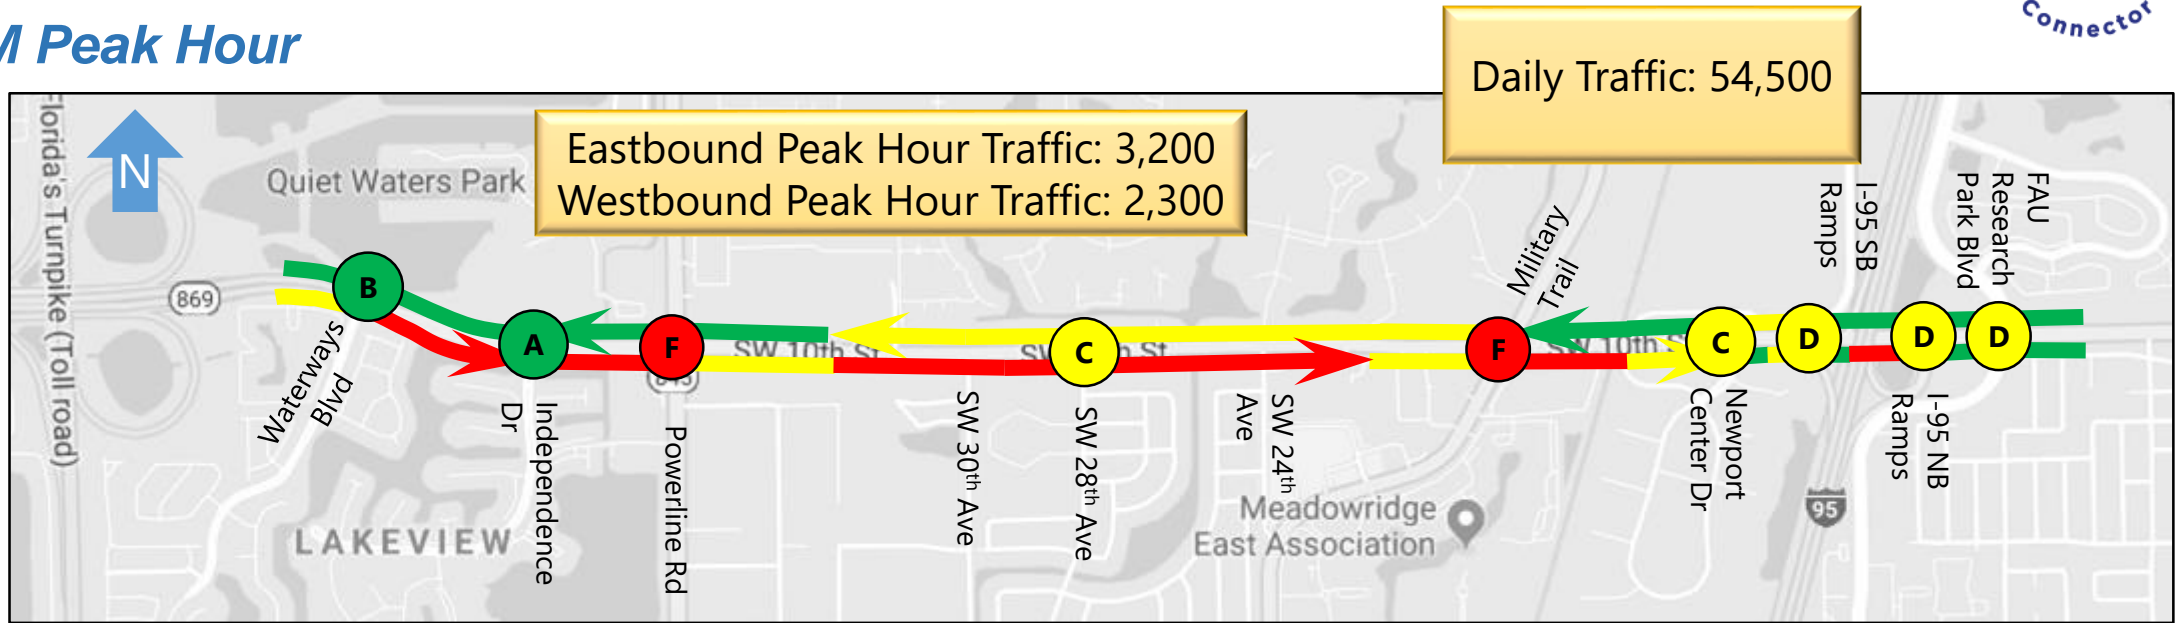 M Peak Hour
Connector
Daily Traffic: 54,500
Eastbound Peak Hour Traffic: 3,200
Westbound Peak Hour Traffic: 2,300
N
Florida's Turnpike (Toll road)
Quiet Waters Park
869
Military
Trail
I-95 SB
Ramps
FAU
Research
Park Blvd
B
A
F
C
F
C
D
D
D
SW 10th St
SW 10th St
Waterways
Blvd
Independence
Dr
Powerline Rd
SW 30th Ave
SW 28th Ave
SW 24th
Ave
Newport
Center Dr
I-95 NB
Ramps
95
LAKEVIEW
Meadowridge
East Association